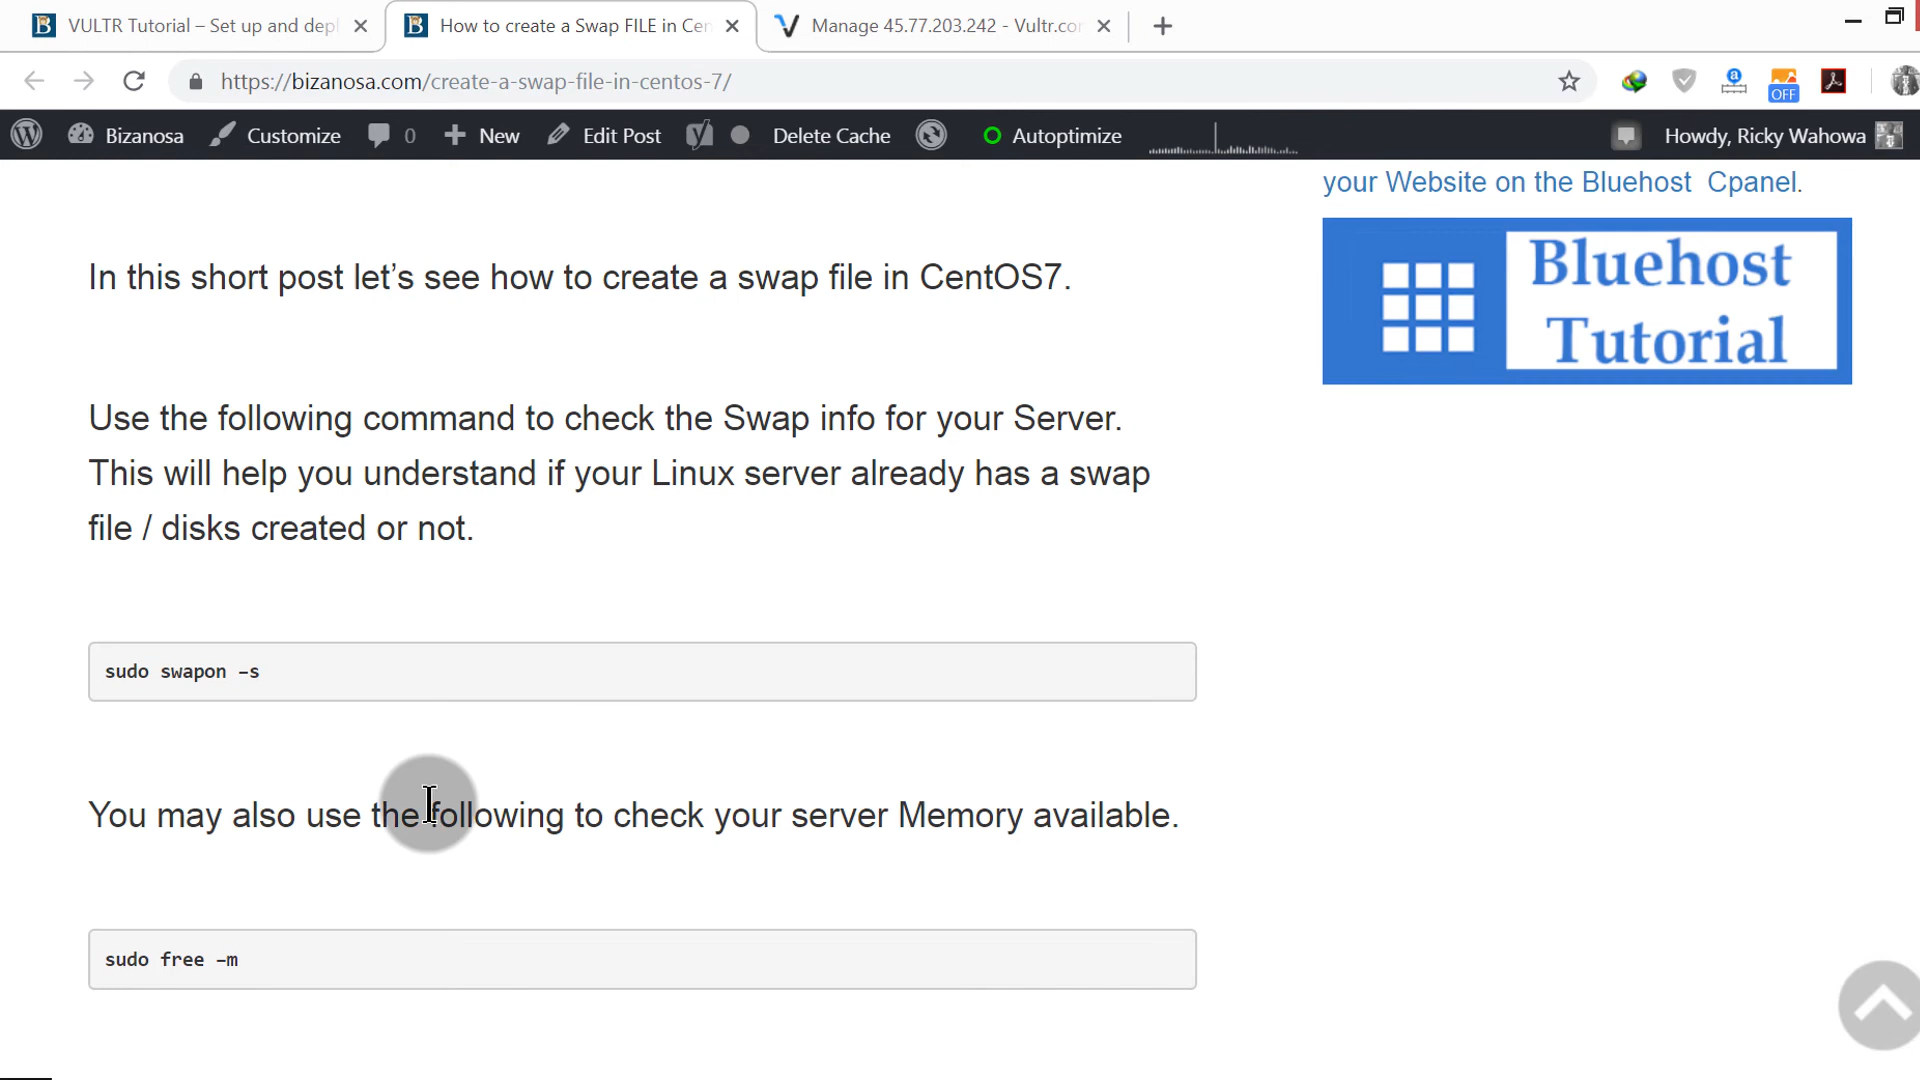 VULTR Tutorial – Set up and depl
How to create a Swap FILE in Cen
Manage 45.77.203.242 - Vultr.co
https://bizanosa.com/create-a-swap-file-in-centos-7/
OFF
Bizanosa
Customize
0
New
Edit Post
Delete Cache
Autoptimize
Howdy, Ricky Wahowa
your Website on the Bluehost Cpanel.
Bluehost
Tutorial
In this short post let’s see how to create a swap file in CentOS7.
Use the following command to check the Swap info for your Server.
This will help you understand if your Linux server already has a swap
file / disks created or not.
sudo swapon –s
You may also use the following to check your server Memory available.
sudo free –m